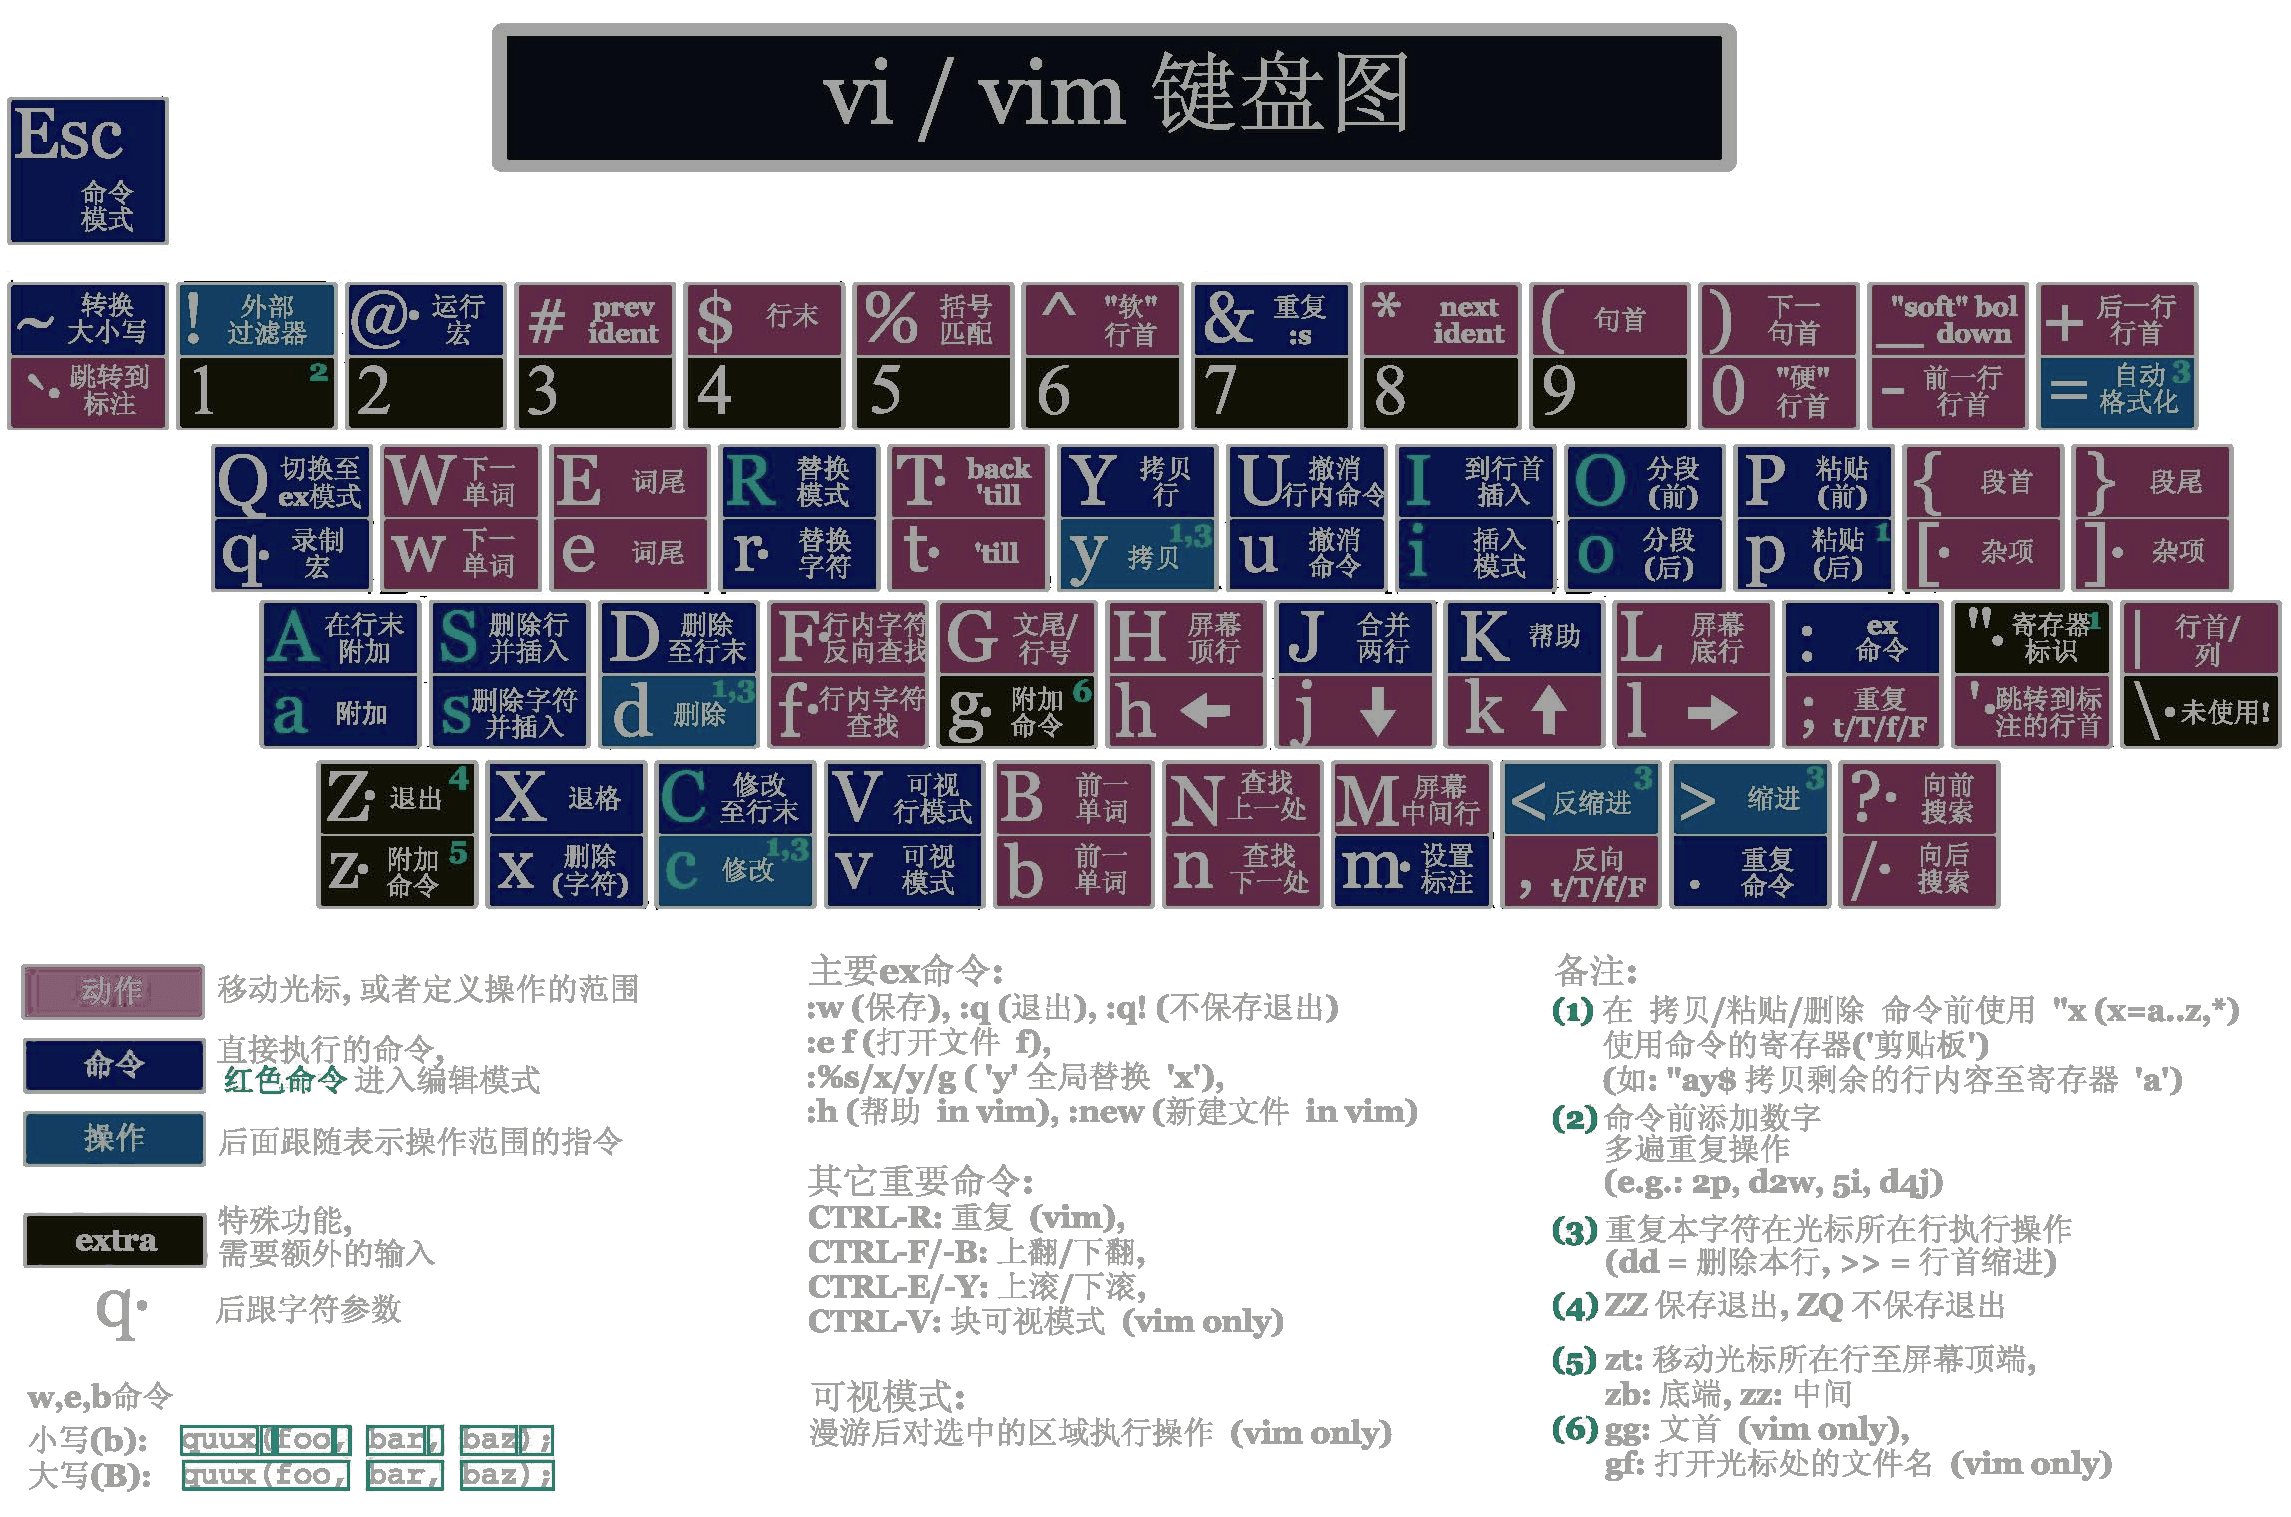 vi / vim 键盘图
Esc
命令
模式
~ 转换
大小写
! 外部
过滤器
@· 运行
宏
# prev
ident
$ 行末
% 括号
匹配
^ "软"
行首
& 重复
:s
* next
ident
( 句首
) 下一
句首
"soft" bol
_ down
+ 后一行
行首
`· 跳转到
标注
1 2
2
3
4
5
6
7
8
9
0 "硬"
行首
- 前一行
行首
= 自动 3
格式化
Q 切换至
ex模式
W 下一
单词
E 词尾
R 替换
模式
T· back
'till
Y 拷贝
行
U 撤消
行内命令
I 到行首
插入
O 分段
(前)
P 粘贴
(前)
{ 段首
} 段尾
q· 录制
宏
w 下一
单词
e 词尾
r· 替换
字符
t· 'till
y 拷贝 1,3
u 撤消
命令
i 插入
模式
o 分段
(后)
p 粘贴 1
(后)
[· 杂项
]· 杂项
A 在行末
附加
S 删除行
并插入
D 删除
至行末
F· 行内字符
反向查找
G 文尾/
行号
H 屏幕
顶行
J 合并
两行
K 帮助
L 屏幕
底行
: ex
命令
"· 寄存器 1
标识
| 行首/
列
a 附加
s 删除字符
并插入
d 删除 1,3
f· 行内字符
查找
g· 附加 6
命令
h ←
j ↓
k ↑
l →
; 重复
t/T/f/F
'· 跳转到标
注的行首
\· 未使用!
Z· 退出 4
X 退格
C 修改
至行末
V 可视
行模式
B 前一
单词
N 查找
上一处
M 屏幕
中间行
< 反缩进 3
> 缩进 3
?· 向前
搜索
z· 附加 5
命令
x 删除
(字符)
c 修改 1,3
v 可视
模式
b 前一
单词
n 查找
下一处
m· 设置
标注
, 反向
t/T/f/F
. 重复
命令
/· 向后
搜索
动作 移动光标, 或者定义操作的范围
命令 直接执行的命令,
红色命令 进入编辑模式
操作 后面跟随表示操作范围的指令
extra 特殊功能,
需要额外的输入
q· 后跟字符参数
w,e,b命令
小写(b): quux(foo, bar, baz);
大写(B): quux(foo, bar, baz);
主要ex命令:
:w (保存), :q (退出), :q! (不保存退出)
:e f (打开文件 f),
:%s/x/y/g ( 'y' 全局替换 'x'),
:h (帮助 in vim), :new (新建文件 in vim)
其它重要命令:
CTRL-R: 重复 (vim),
CTRL-F/-B: 上翻/下翻,
CTRL-E/-Y: 上滚/下滚,
CTRL-V: 块可视模式 (vim only)
可视模式:
漫游后对选中的区域执行操作 (vim only)
备注:
(1) 在 拷贝/粘贴/删除 命令前使用 "x (x=a..z,*)
使用命令的寄存器('剪贴板')
(如: "ay$ 拷贝剩余的行内容至寄存器 'a')
(2) 命令前添加数字
多遍重复操作
(e.g.: 2p, d2w, 5i, d4j)
(3) 重复本字符在光标所在行执行操作
(dd = 删除本行, >> = 行首缩进)
(4) ZZ 保存退出, ZQ 不保存退出
(5) zt: 移动光标所在行至屏幕顶端,
zb: 底端, zz: 中间
(6) gg: 文首 (vim only),
gf: 打开光标处的文件名 (vim only)